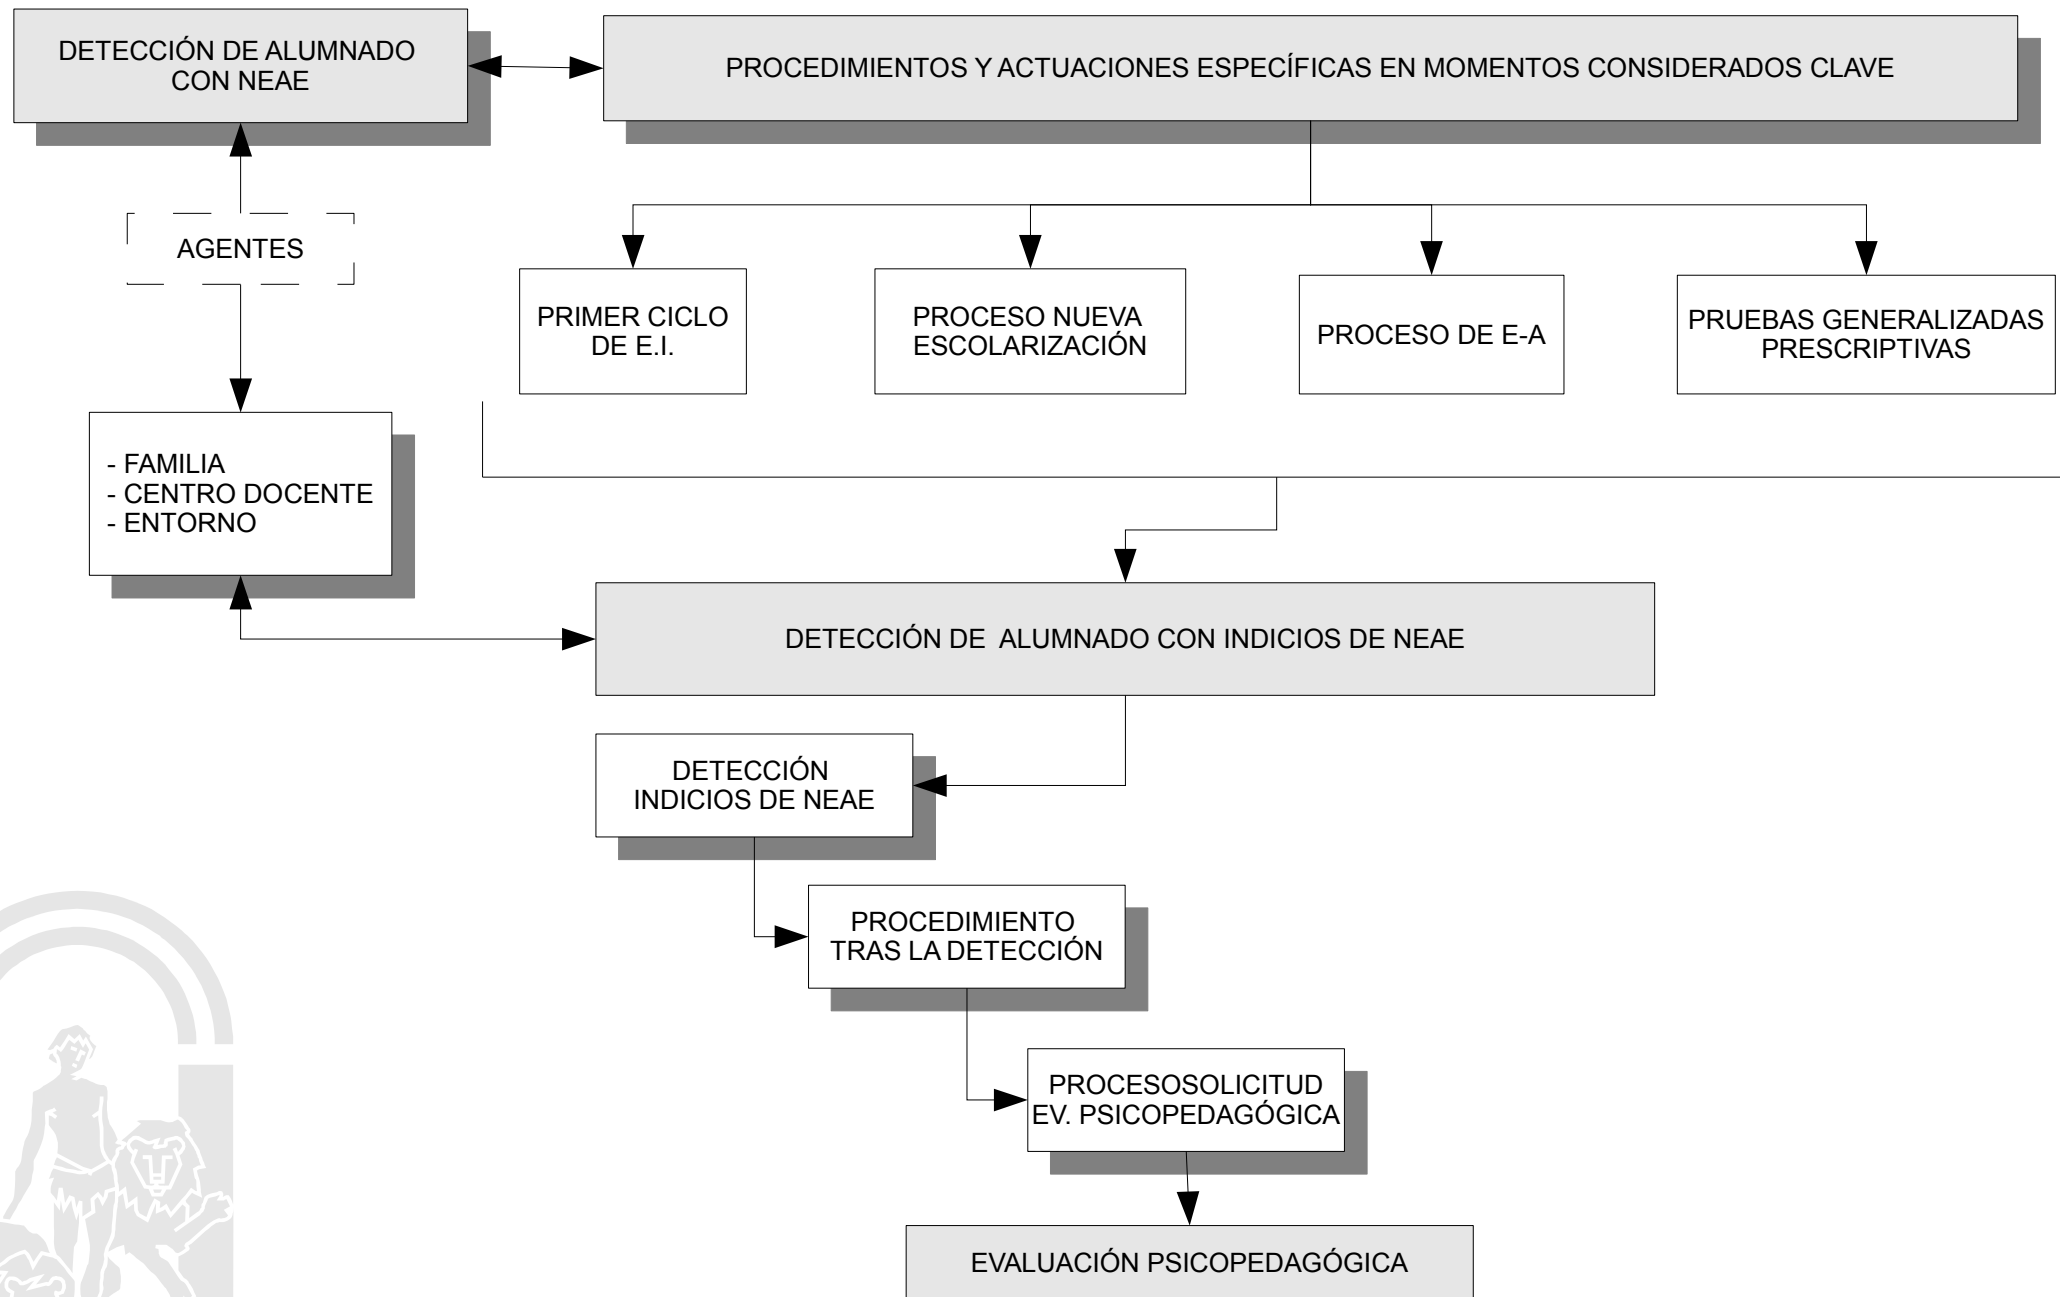 DETECCIÓN DE ALUMNADO
CON NEAE
PROCEDIMIENTOS Y ACTUACIONES ESPECÍFICAS EN MOMENTOS CONSIDERADOS CLAVE
AGENTES
PRIMER CICLO
DE E.I.
PROCESO NUEVA
ESCOLARIZACIÓN
PROCESO DE E-A
PRUEBAS GENERALIZADAS
PRESCRIPTIVAS
- FAMILIA
- CENTRO DOCENTE
- ENTORNO
DETECCIÓN DE ALUMNADO CON INDICIOS DE NEAE
DETECCIÓN
INDICIOS DE NEAE
PROCEDIMIENTO
TRAS LA DETECCIÓN
PROCESOSOLICITUD
EV. PSICOPEDAGÓGICA
EVALUACIÓN PSICOPEDAGÓGICA